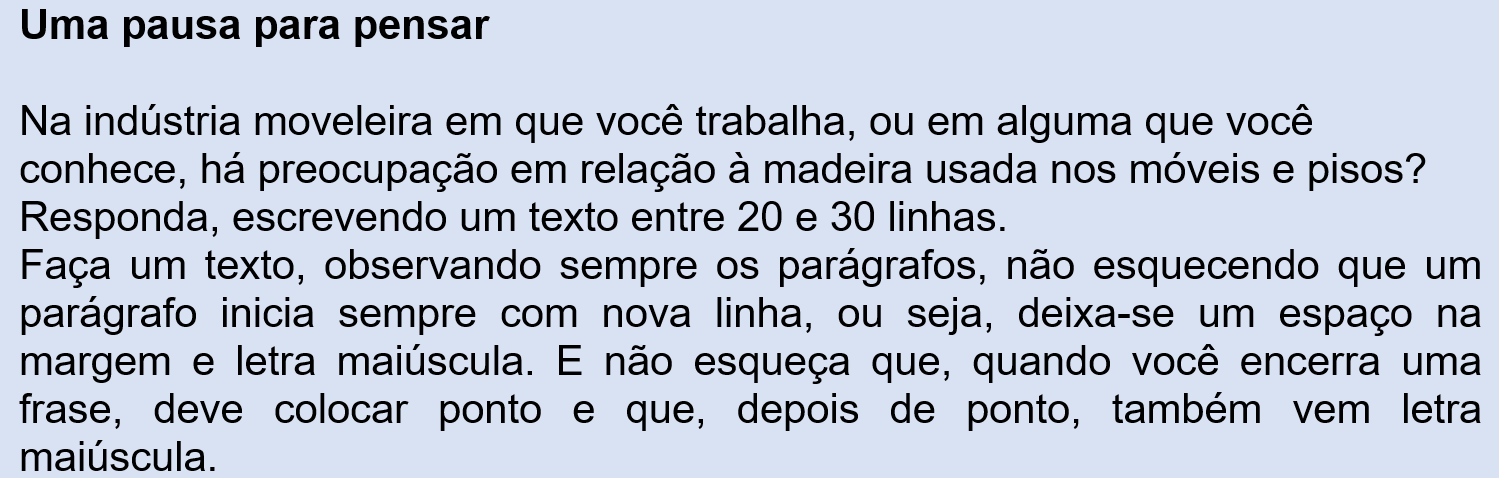 Uma pausa para pensar
Na indústria moveleira em que você trabalha, ou em alguma que você
conhece, há preocupação em relação à madeira usada nos móveis e pisos?
Responda, escrevendo um texto entre 20 e 30 linhas.
Faça um texto, observando sempre os parágrafos, não esquecendo que um
parágrafo inicia sempre com nova linha, ou seja, deixa-se um espaço na
margem e letra maiúscula. E não esqueça que, quando você encerra uma
frase, deve colocar ponto e que, depois de ponto, também vem letra
maiúscula.